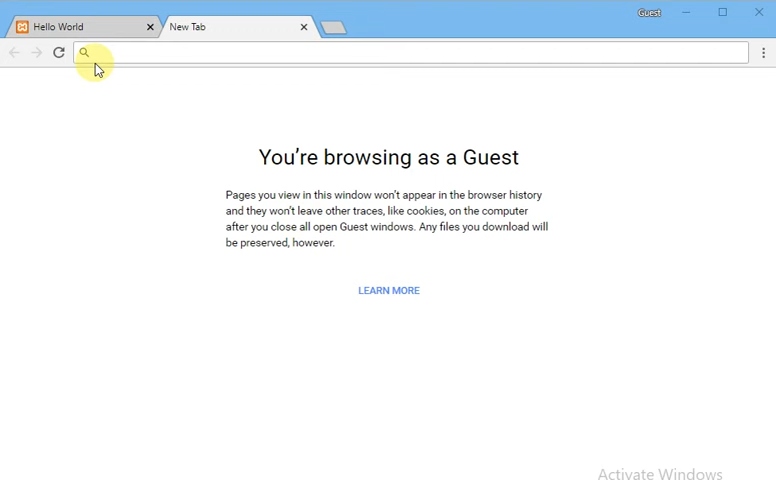 Guest
Hello World
New Tab
You're browsing as a Guest
Pages you view in this window won't appear in the browser history
and they won't leave other traces, like cookies, on the computer
after you close all open Guest windows. Any files you download will
be preserved, however.
LEARN MORE
Activate Windows